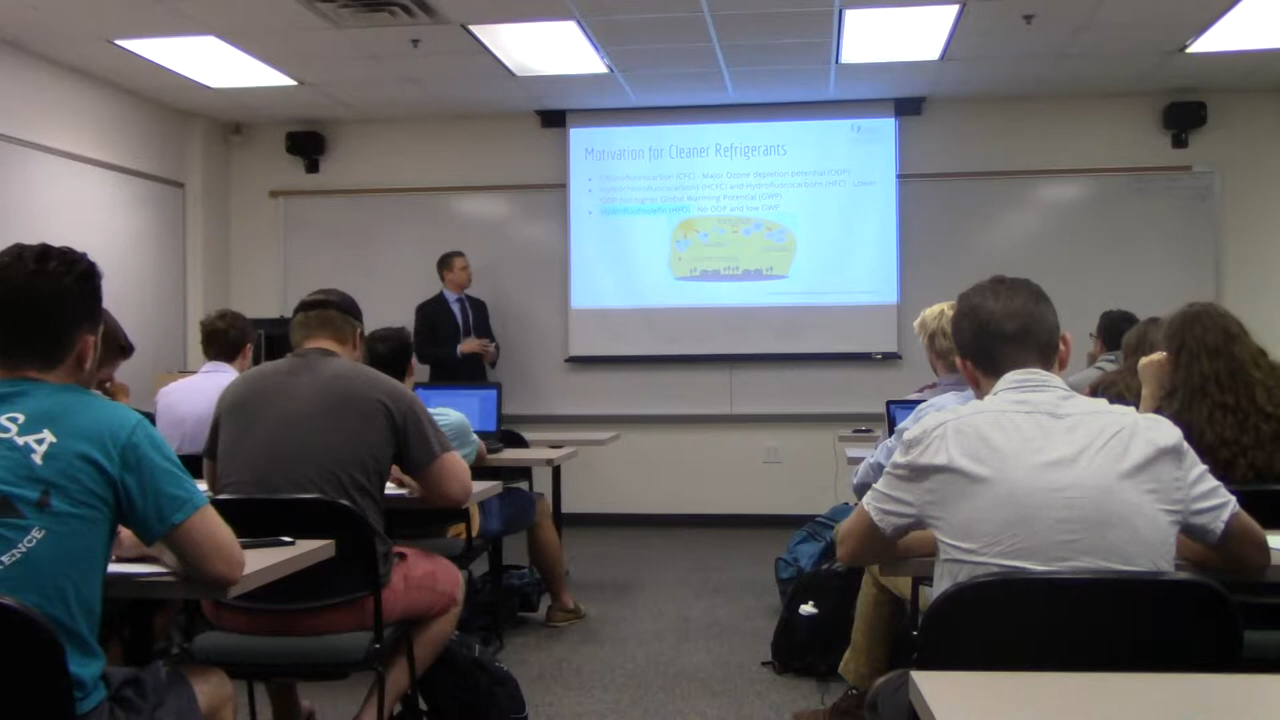 Motivation for Cleaner Refrigerants
Chlorofluorocarbon (CFC) - Major Ozone depletion potential (ODP)
(HCFC) and Hydrofluorocarbons (HFC) - Lower
ODP but higher Global Warming Potential (GWP)
Hydrofluoroolefin (HFO) - No ODP and low GWP
SA
ENCE